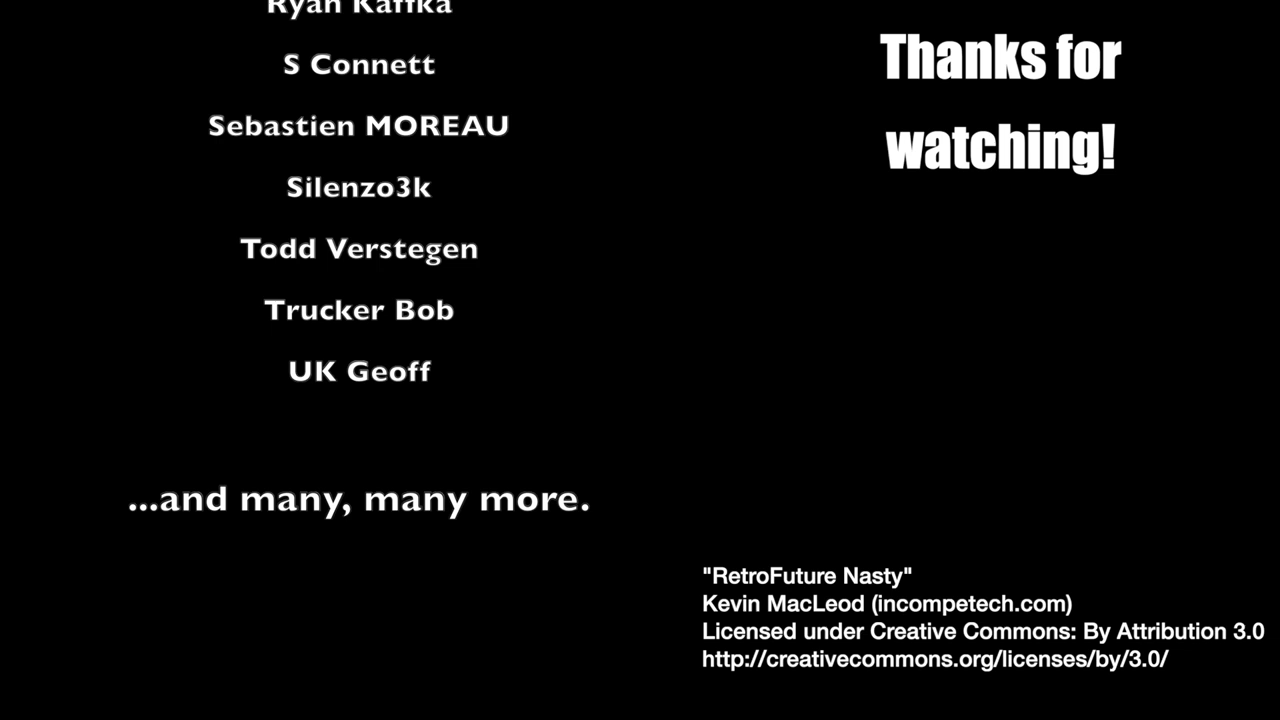 Ryan Kaffka
S Connett
Sebastien MOREAU
Silenzo3k
Todd Verstegen
Trucker Bob
UK Geoff
...and many, many more.
Thanks for
watching!
"RetroFuture Nasty"
Kevin MacLeod (incompetech.com)
Licensed under Creative Commons: By Attribution 3.0
http://creativecommons.org/licenses/by/3.0/